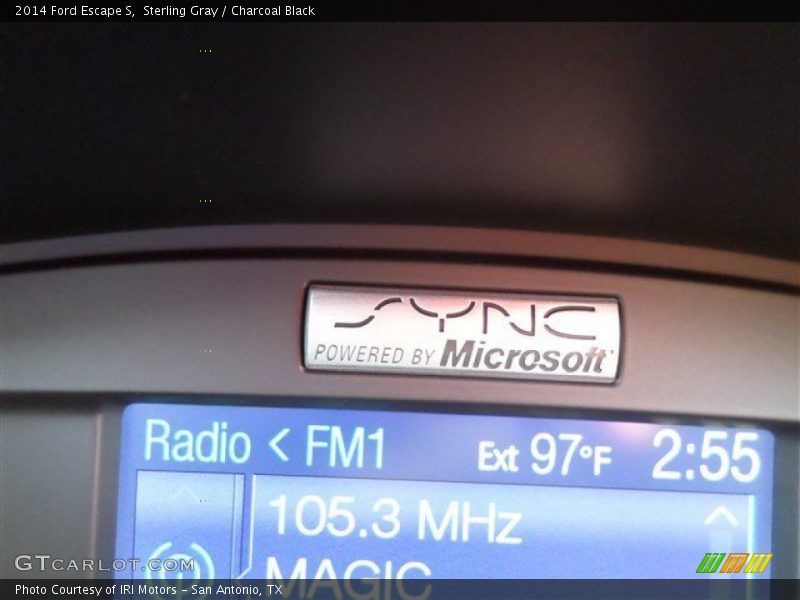 2014 Ford Escape S, Sterling Gray / Charcoal Black
SYNC
POWERED BY Microsoft
Radio < FM1 Ext 97°F 2:55
105.3 MHz
MAGIC
GTCARLOT.COM
Photo Courtesy of IRI Motors - San Antonio, TX